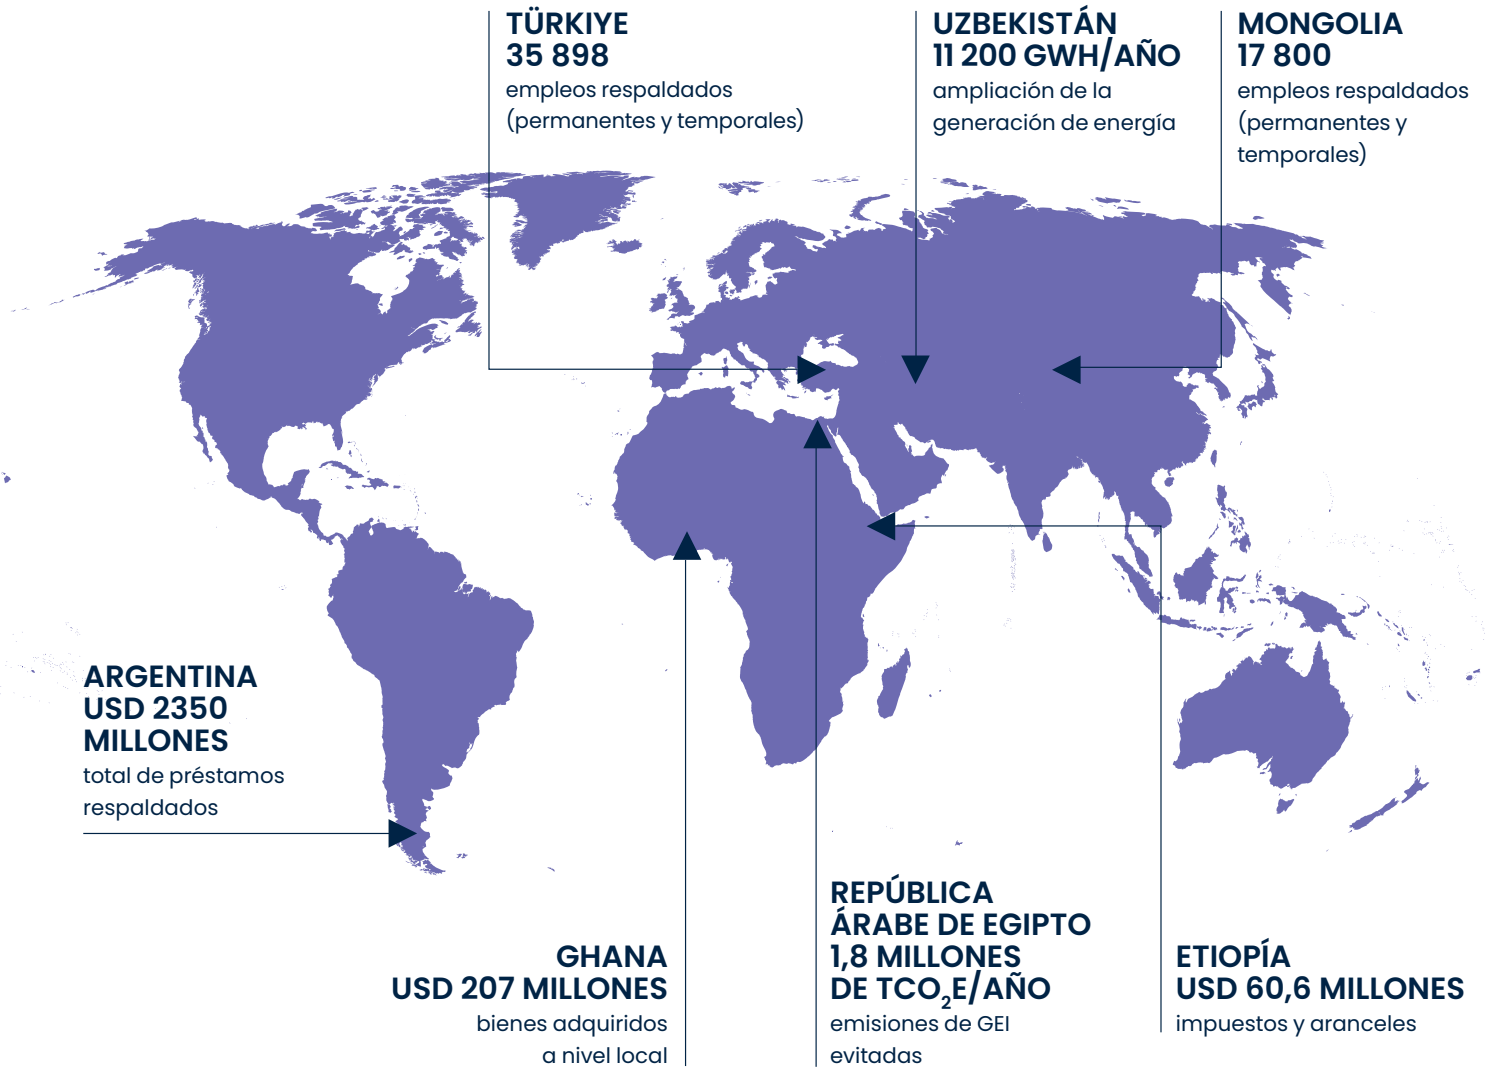 TÜRKIYE
35 898
empleos respaldados
(permanentes y temporales)
UZBEKISTÁN
11 200 GWH/AÑO
ampliación de la
generación de energía
MONGOLIA
17 800
empleos respaldados
(permanentes y
temporales)
ARGENTINA
USD 2350
MILLONES
total de préstamos
respaldados
GHANA
USD 207 MILLONES
bienes adquiridos
a nivel local
REPÚBLICA
ÁRABE DE EGIPTO
1,8 MILLONES
DE TCO₂E/AÑO
emisiones de GEI
evitadas
ETIOPÍA
USD 60,6 MILLONES
impuestos y aranceles